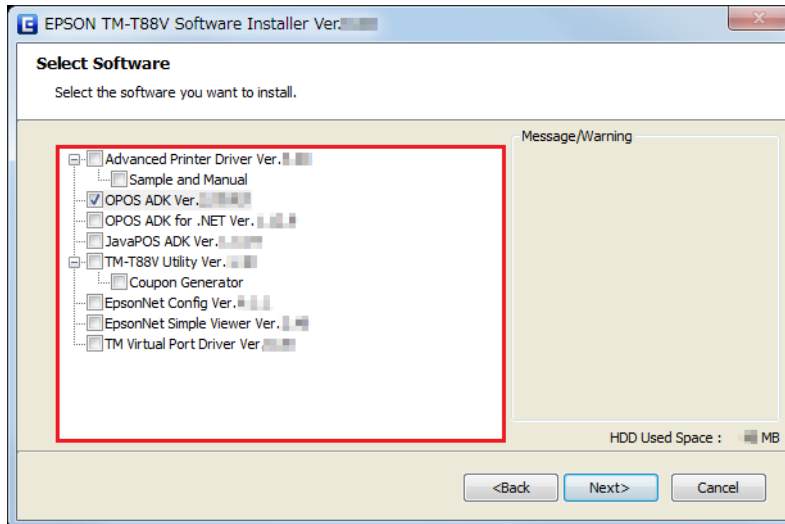 EPSON TM-T88V Software Installer Ver.
Select Software
Select the software you want to install.
Message/Warning
Advanced Printer Driver Ver.
Sample and Manual
OPOS ADK Ver.
OPOS ADK for .NET Ver.
JavaPOS ADK Ver.
TM-T88V Utility Ver.
Coupon Generator
EpsonNet Config Ver.
EpsonNet Simple Viewer Ver.
TM Virtual Port Driver Ver.
HDD Used Space : MB
<Back Next> Cancel